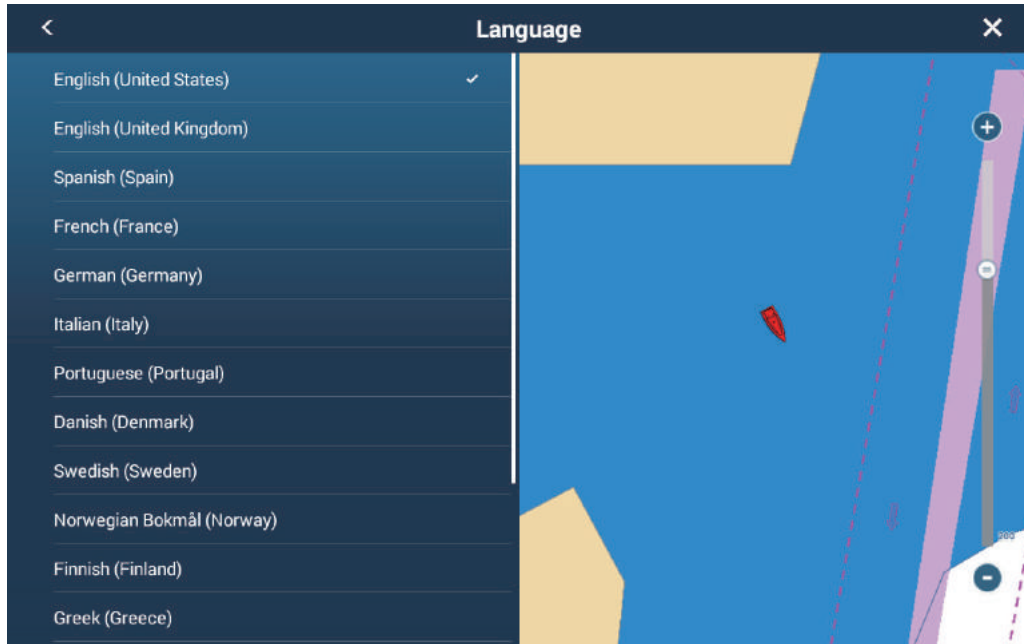 Language
English (United States)
English (United Kingdom)
Spanish (Spain)
French (France)
German (Germany)
Italian (Italy)
Portuguese (Portugal)
Danish (Denmark)
Swedish (Sweden)
Norwegian Bokmål (Norway)
Finnish (Finland)
Greek (Greece)